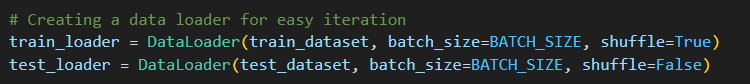 # Creating a data loader for easy iteration
train_loader = DataLoader(train_dataset, batch_size=BATCH_SIZE, shuffle=True)
test_loader = DataLoader(test_dataset, batch_size=BATCH_SIZE, shuffle=False)